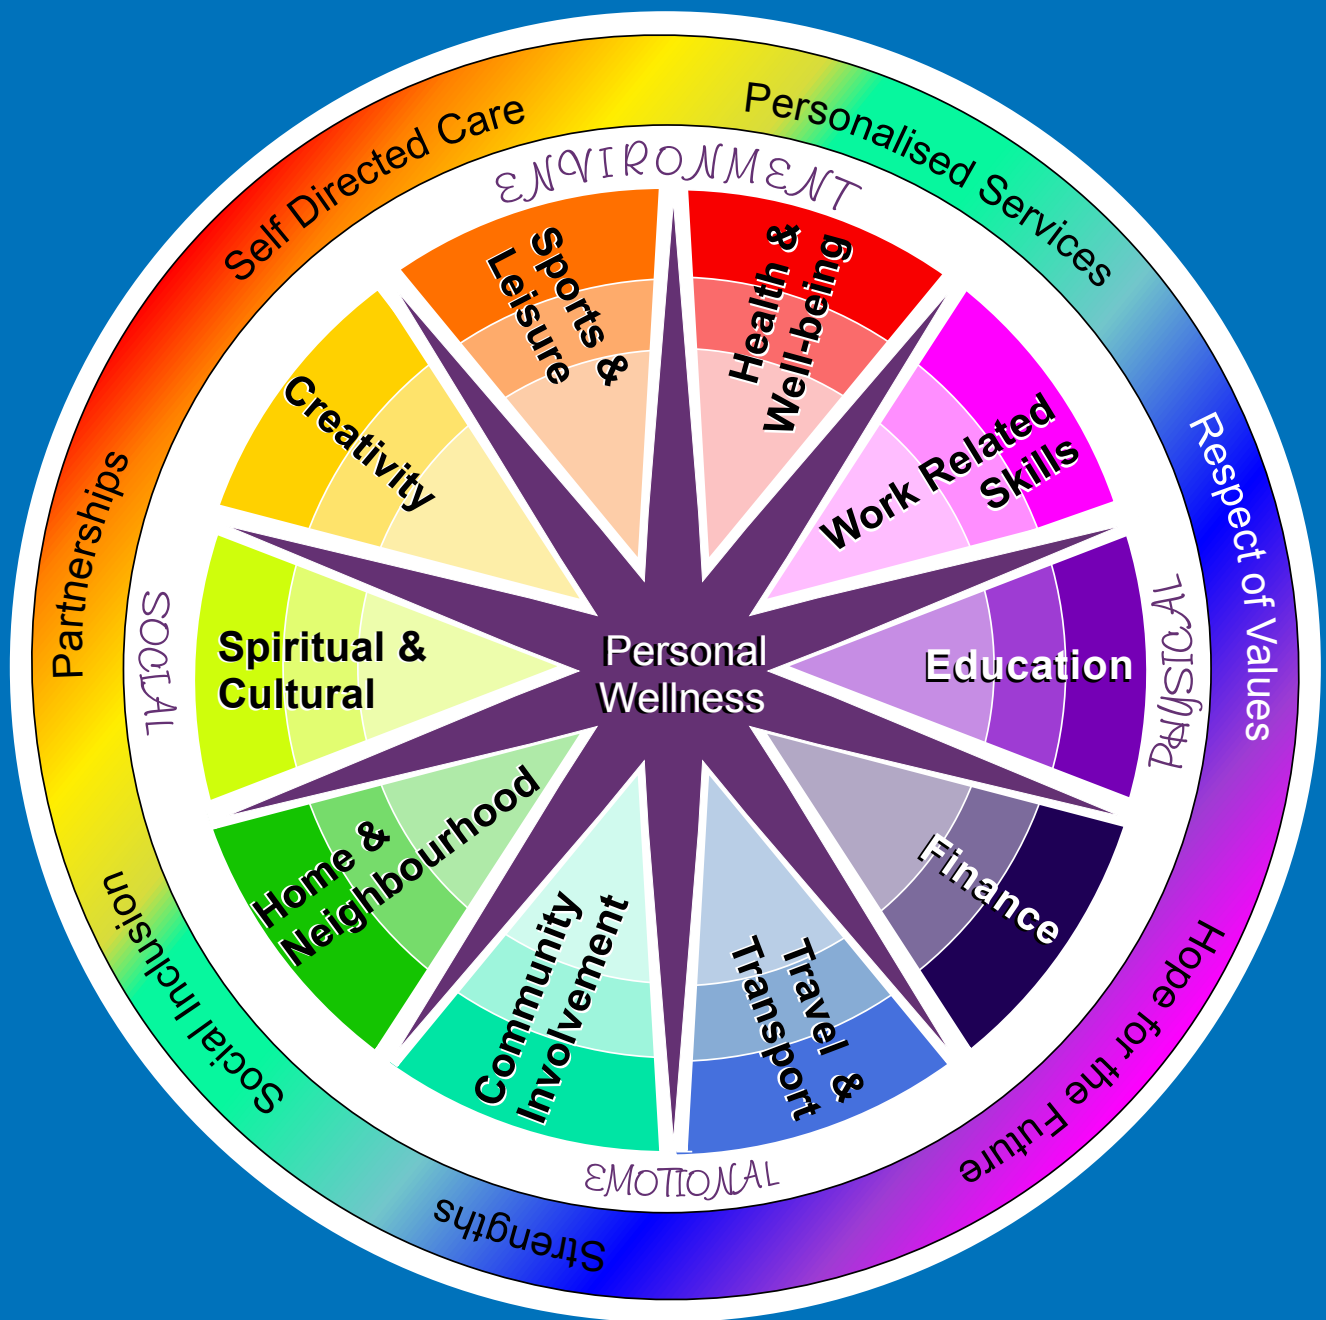 Personalised Services
Respect of Values
Hope for the Future
Strengths
Social Inclusion
Partnerships
Self Directed Care
ENVIRONMENT
PHYSICAL
EMOTIONAL
SOCIAL
Health &
Well-being
Work Related
Skills
Education
Finance
Travel &
Transport
Community
Involvement
Home &
Neighbourhood
Spiritual &
Cultural
Creativity
Sports &
Leisure
Personal
Wellness